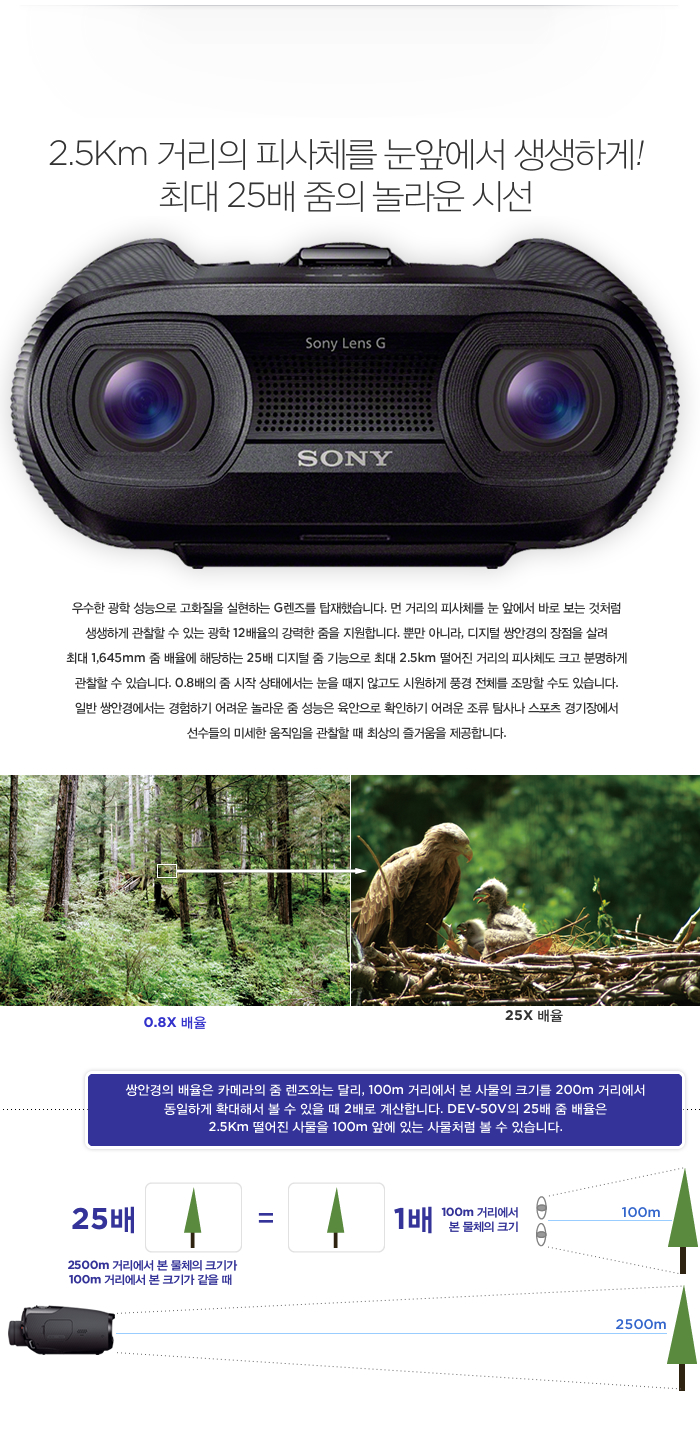 2.5Km 거리의 피사체를 눈앞에서 생생하게!
최대 25배 줌의 놀라운 시선
Sony Lens G
SONY
우수한 광학 성능으로 고화질을 실현하는 G렌즈를 탑재했습니다. 먼 거리의 피사체를 눈 앞에서 바로 보는 것처럼
생생하게 관찰할 수 있는 광학 12배율의 강력한 줌을 지원합니다. 뿐만 아니라, 디지털 쌍안경의 장점을 살려
최대 1,645mm 줌 배율에 해당하는 25배 디지털 줌 기능으로 최대 2.5km 떨어진 거리의 피사체도 크고 분명하게
관찰할 수 있습니다. 0.8배의 줌 시작 상태에서는 눈을 때지 않고도 시원하게 풍경 전체를 조망할 수도 있습니다.
일반 쌍안경에서는 경험하기 어려운 놀라운 줌 성능은 육안으로 확인하기 어려운 조류 탐사나 스포츠 경기장에서
선수들의 미세한 움직임을 관찰할 때 최상의 즐거움을 제공합니다.
0.8X 배율
25X 배율
쌍안경의 배율은 카메라의 줌 렌즈와는 달리, 100m 거리에서 본 사물의 크기를 200m 거리에서
동일하게 확대해서 볼 수 있을 때 2배로 계산합니다. DEV-50V의 25배 줌 배율은
2.5Km 떨어진 사물을 100m 앞에 있는 사물처럼 볼 수 있습니다.
25배
=
1배
100m 거리에서
본 물체의 크기
100m
2500m 거리에서 본 물체의 크기가
100m 거리에서 본 크기가 같을 때
2500m